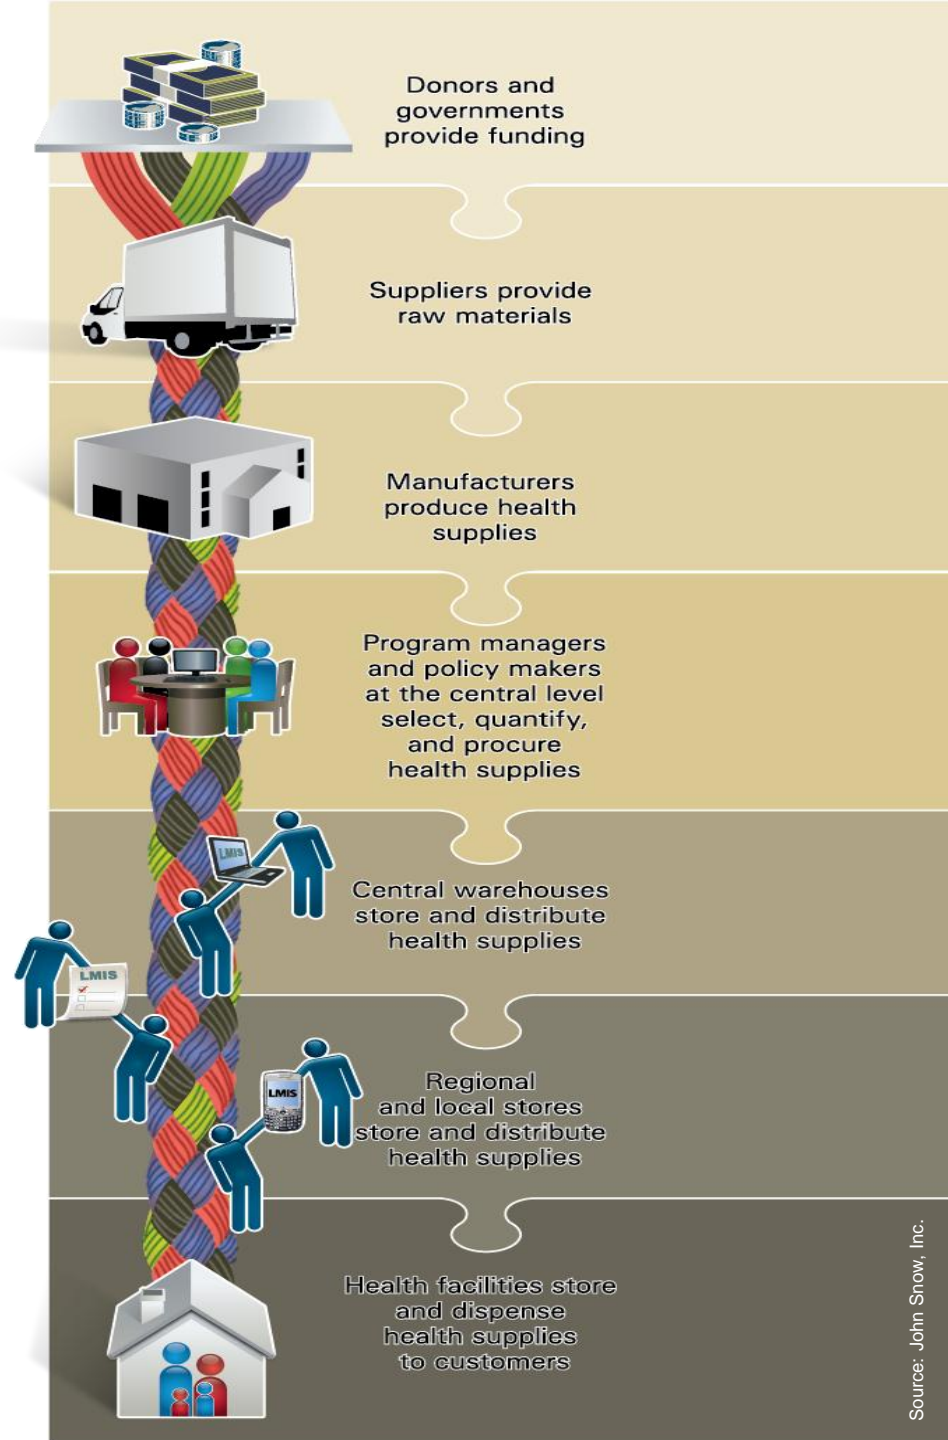 Donors and
governments
provide funding
Suppliers provide
raw materials
Manufacturers
produce health
supplies
Program managers
and policy makers
at the central level
select, quantify,
and procure
health supplies
LMIS
Central warehouses
store and distribute
health supplies
LMIS
Regional
and local stores
store and distribute
health supplies
LMIS
Health facilities store
and dispense
health supplies
to customers
Source: John Snow, Inc.